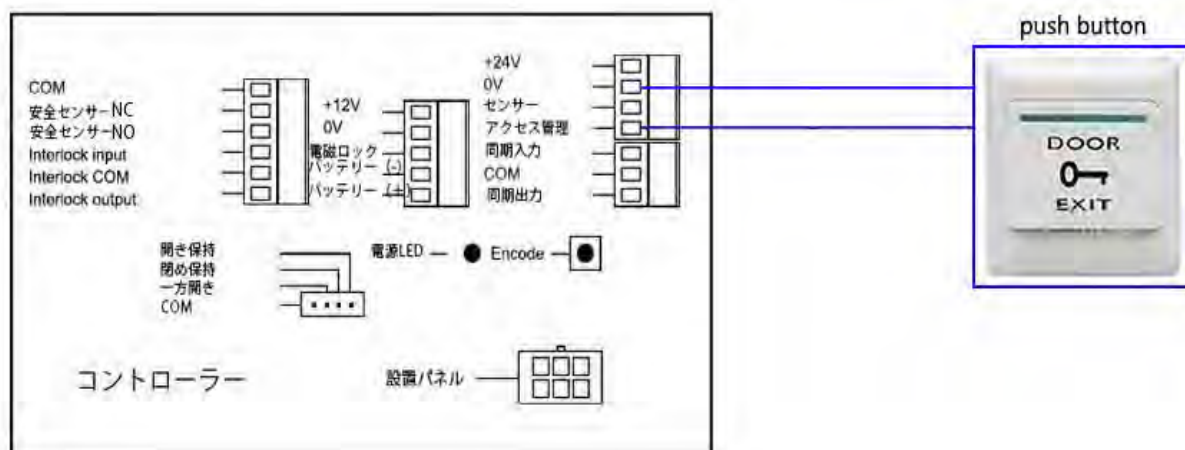 push button
COM
安全センサーNC
安全センサーNO
Interlock input
Interlock COM
Interlock output
+12V
0V
電磁ロック
バッテリー (-)
バッテリー (+)
+24V
0V
センサー
アクセス管理
同期入力
COM
同期出力
DOOR
EXIT
開き保持
閉め保持
一方開き
COM
電源LED
Encode
コントローラー
設置パネル